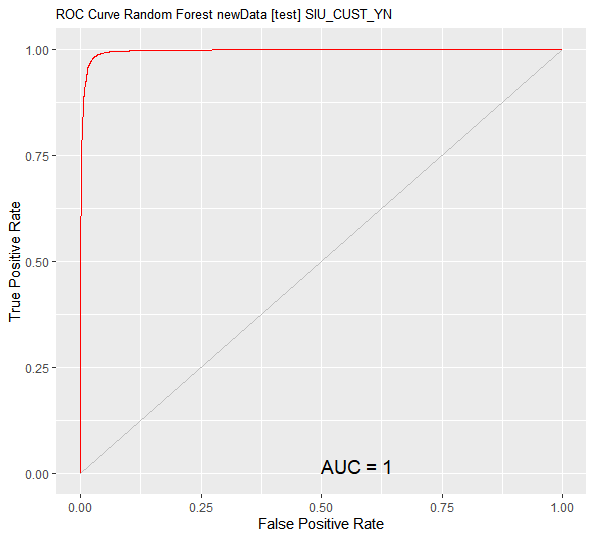 ROC Curve Random Forest newData [test] SIU_CUST_YN
1.00
0.75
0.50
0.25
0.00
True Positive Rate
AUC = 1
0.00 0.25 0.50 0.75 1.00
False Positive Rate